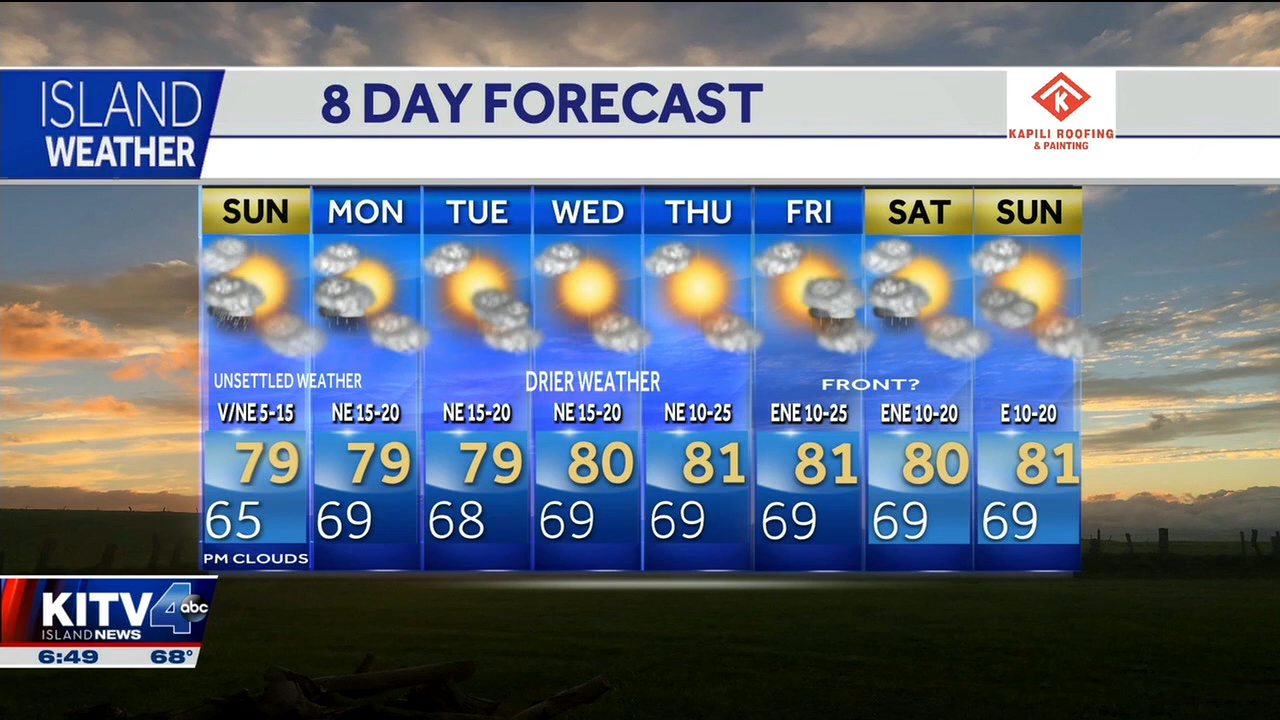 ISLAND
WEATHER
8 DAY FORECAST
K
KAPILI ROOFING
& PAINTING
SUN MON TUE WED THU FRI SAT SUN
UNSETTLED WEATHER DRIER WEATHER FRONT?
V/NE 5-15 NE 15-20 NE 15-20 NE 15-20 NE 10-25 ENE 10-25 ENE 10-20 E 10-20
79 79 79 80 81 81 80 81
65 69 68 69 69 69 69 69
PM CLOUDS
KITV4 abc
ISLAND NEWS
6:49 68°